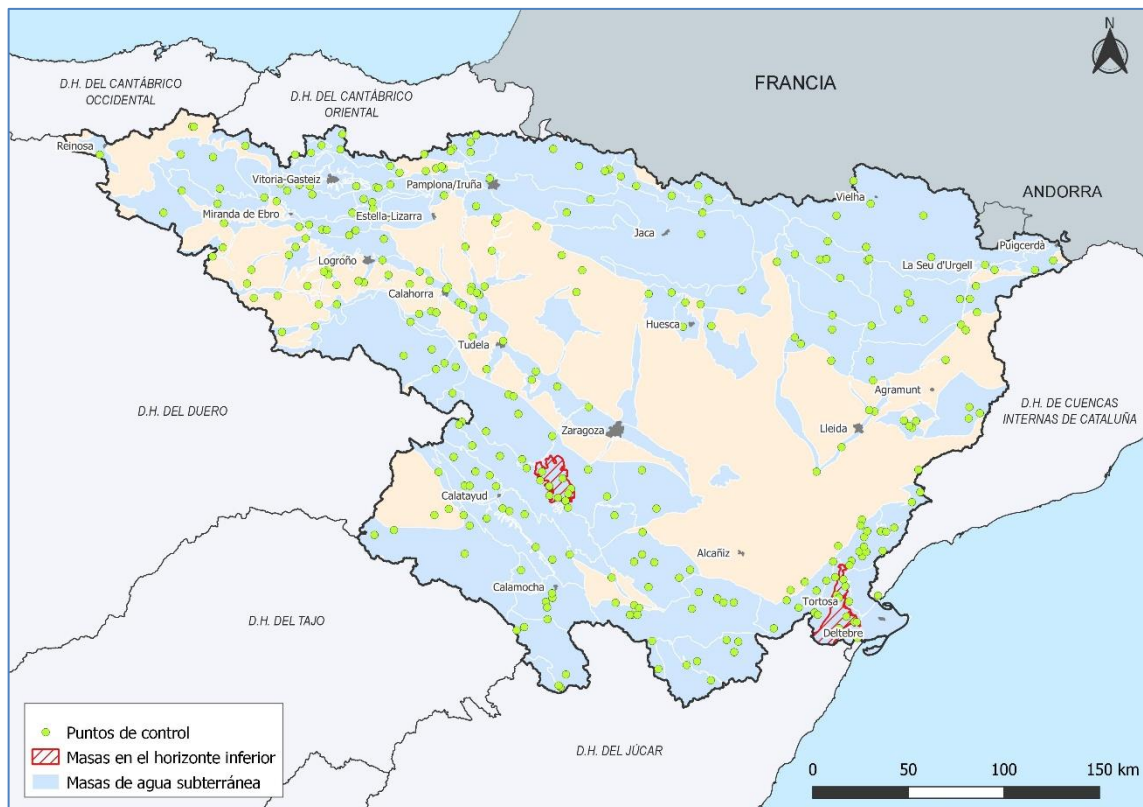 N
D.H. DEL CANTÁBRICO
OCCIDENTAL
D.H. DEL CANTÁBRICO
ORIENTAL
FRANCIA
Reinosa
Vitoria-Gasteiz
Pamplona/Iruña
ANDORRA
Vielha
Miranda de Ebro
Estella-Lizarra
Jaca
Puigcerdà
Logroño
La Seu d'Urgell
Calahorra
Huesca
Tudela
Agramunt
D.H. DEL DUERO
D.H. DE CUENCAS
INTERNAS DE CATALUÑA
Zaragoza
Lleida
Calatayud
Alcañiz
Calamocha
Tortosa
D.H. DEL TAJO
Deltebre
Puntos de control
Masas en el horizonte inferior
Masas de agua subterránea
D.H. DEL JÚCAR
0 50 100 150 km